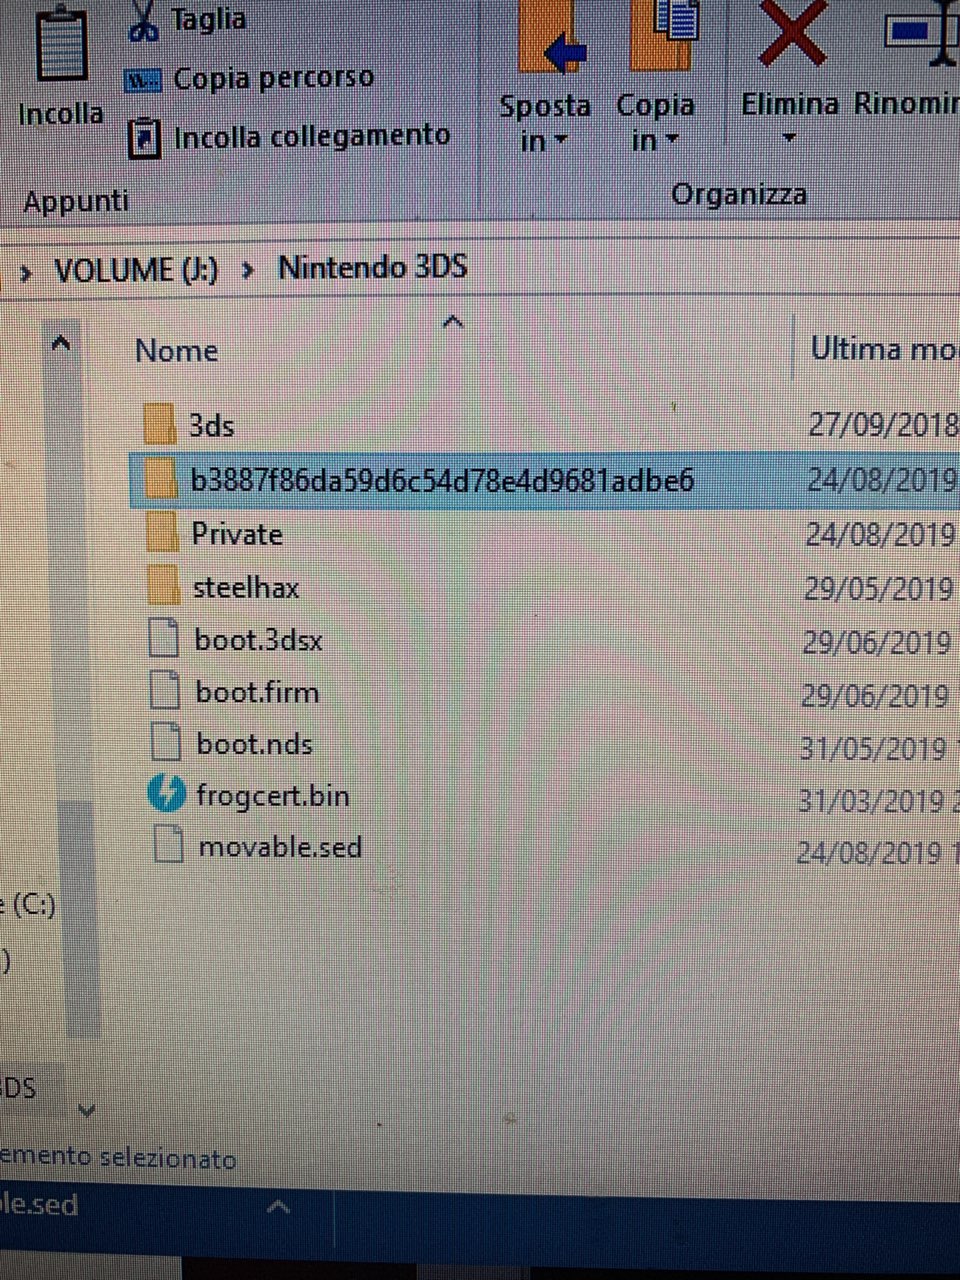 Taglia
Copia percorso
Incolla
Incolla collegamento
Appunti
Sposta in
Copia in
Elimina
Organizza
VOLUME (J:) Nintendo 3DS
Nome
Ultima mo
3ds 27/09/2018
b3887f86da59d6c54d78e4d9681adbe6 24/08/2019
Private 24/08/2019
steelhax 29/05/2019
boot.3dsx 29/06/2019
boot.firm 29/06/2019
boot.nds 31/05/2019
frogcert.bin 31/03/2019 2
movable.sed 24/08/2019 1
(C:)
)
DS
emento selezionato
le.sed